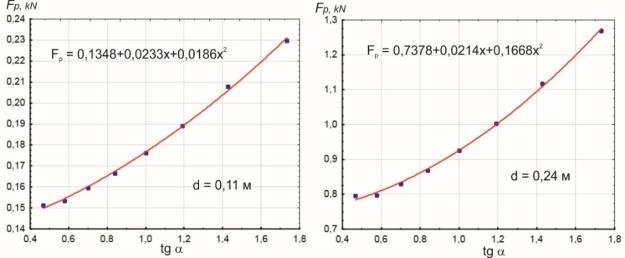 Fp, kN
0,24
0,23
0,22
0,21
0,20
0,19
0,18
0,17
0,16
0,15
0,14
Fₚ = 0,1348+0,0233x+0,0186x²
d = 0,11 м
0,4 0,6 0,8 1,0 1,2 1,4 1,6 1,8
tg α
Fp, kN
1,3
1,2
1,1
1,0
0,9
0,8
0,7
Fₚ = 0,7378+0,0214x+0,1668x²
d = 0,24 м
0,4 0,6 0,8 1,0 1,2 1,4 1,6 1,8
tg α